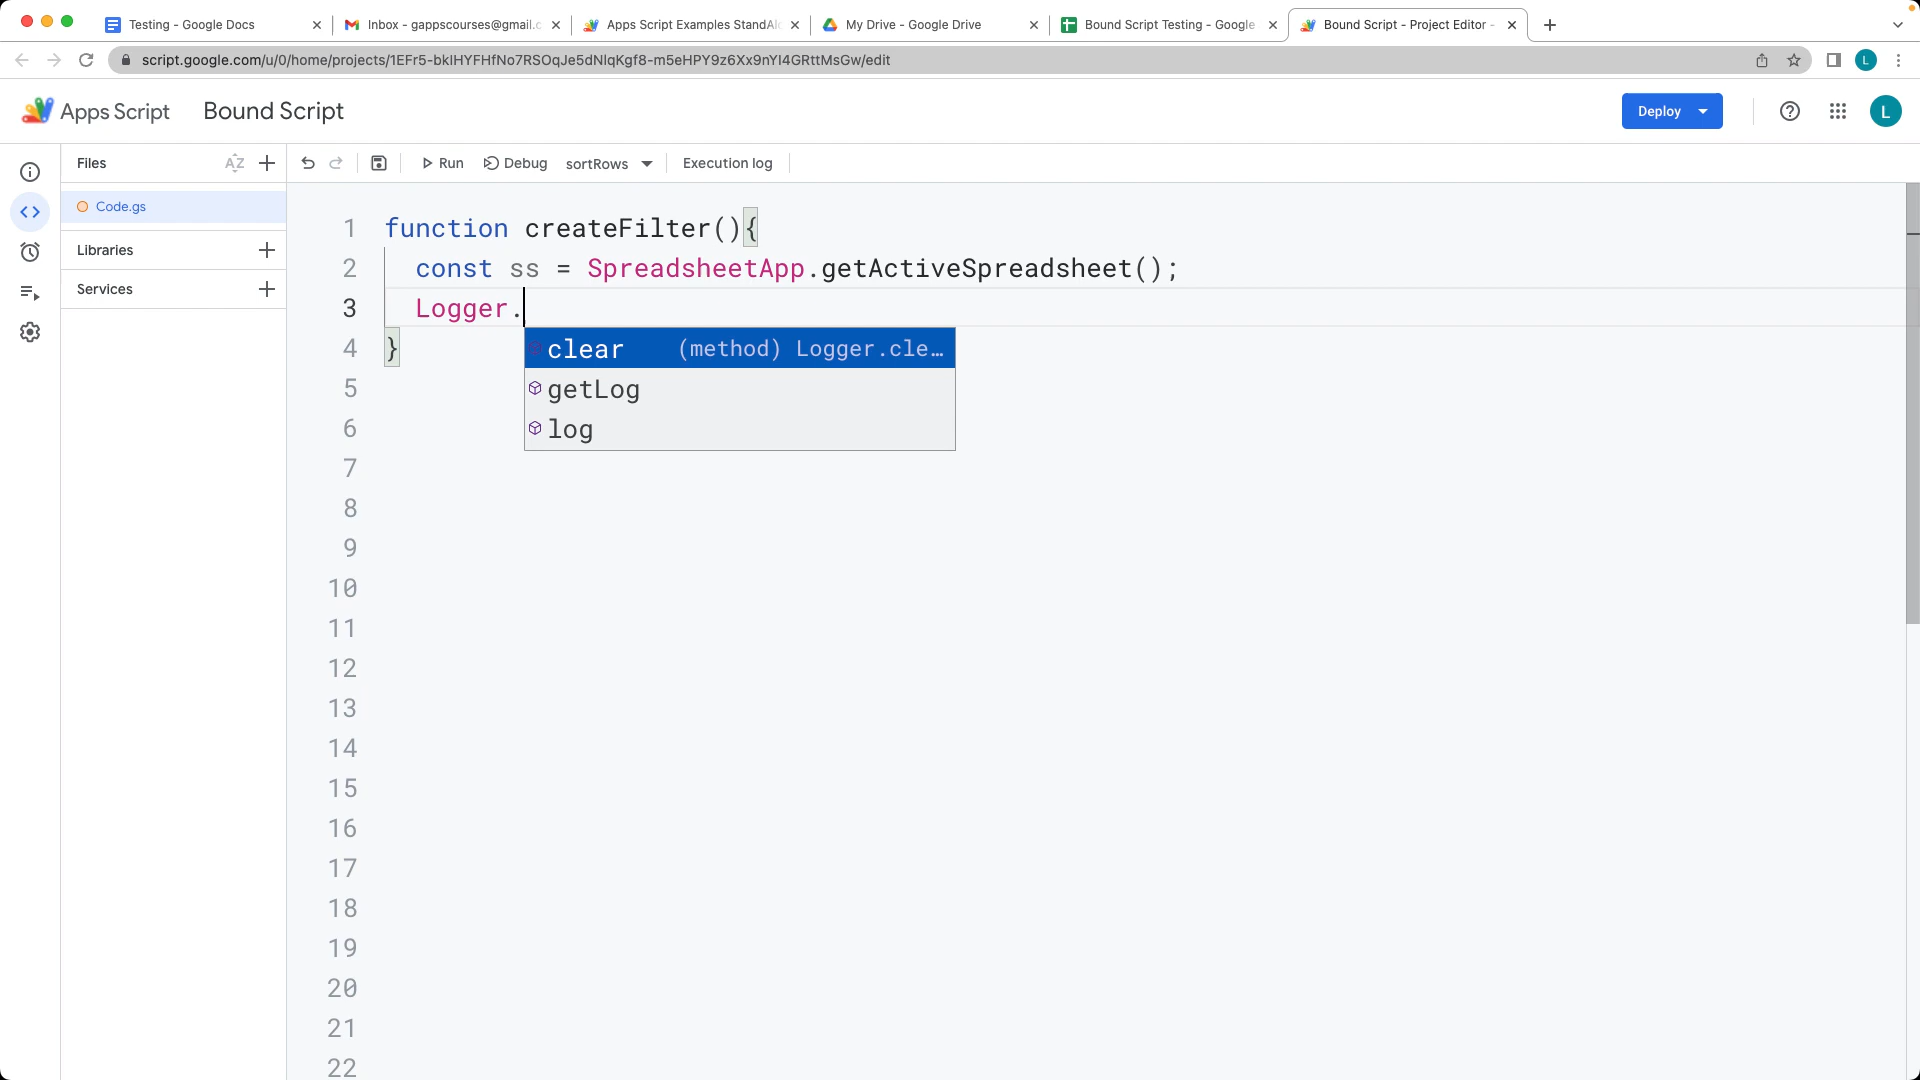 Testing - Google Docs
Inbox - gappscourses@gmail.c
Apps Script Examples StandAl
My Drive - Google Drive
Bound Script Testing - Google
Bound Script - Project Editor -
script.google.com/u/0/home/projects/1EFr5-bklHYFHfNo7RSOqJe5dNlqKgf8-m5eHPY9z6Xx9nYI4GRttMsGw/edit
L
Apps Script
Bound Script
Deploy
L
Files
AZ
Run
Debug
sortRows
Execution log
Code.gs
Libraries
Services
1 function createFilter(){
2 const ss = SpreadsheetApp.getActiveSpreadsheet();
3 Logger.
4 }
clear (method) Logger.cle…
5
getLog
6
log
7
8
9
10
11
12
13
14
15
16
17
18
19
20
21
22